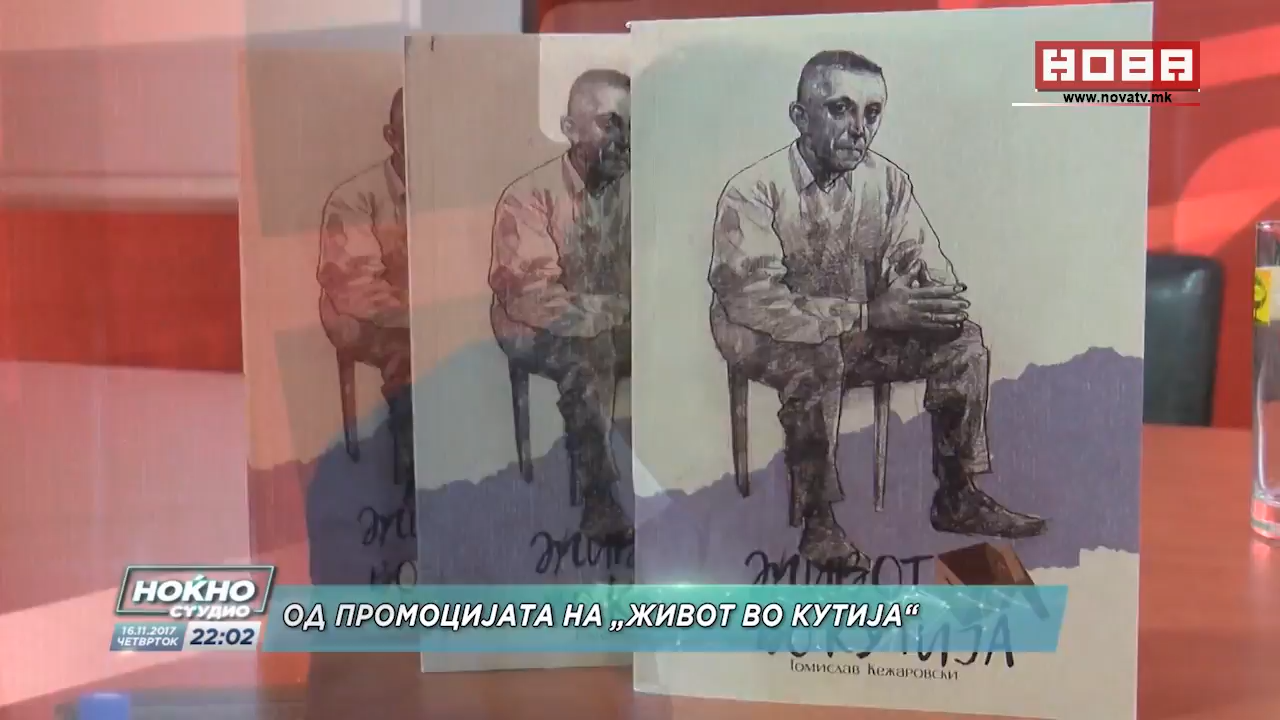 НОВА
www.novatv.mk
ЖИВОТ
КУТИЈА
Томислав Кежаровски
НОЌНО
СТУДИО
16.11.2017
ЧЕТВРТОК
22:02
ОД ПРОМОЦИЈАТА НА „ЖИВОТ ВО КУТИЈА“